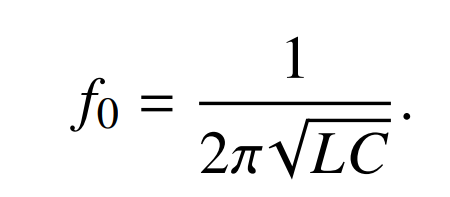 f₀ = 1 / (2π√(LC)).